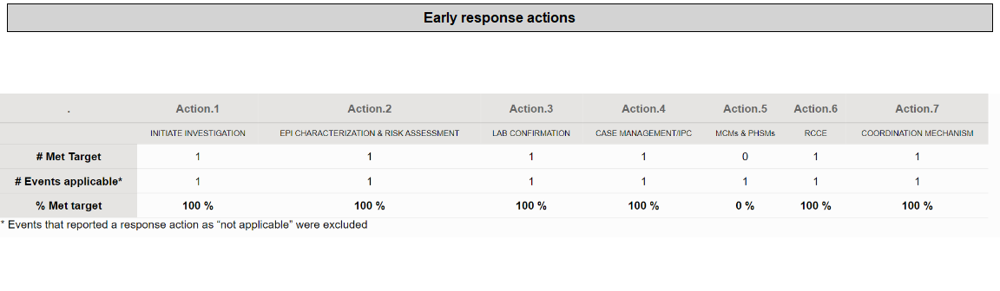 Early response actions
. Action.1 Action.2 Action.3 Action.4 Action.5 Action.6 Action.7
INITIATE INVESTIGATION EPI CHARACTERIZATION & RISK ASSESSMENT LAB CONFIRMATION CASE MANAGEMENT/IPC MCMs & PHSMs RCCE COORDINATION MECHANISM
# Met Target 1 1 1 1 0 1 1
# Events applicable* 1 1 1 1 1 1 1
% Met target 100 % 100 % 100 % 100 % 0 % 100 % 100 %
* Events that reported a response action as “not applicable” were excluded